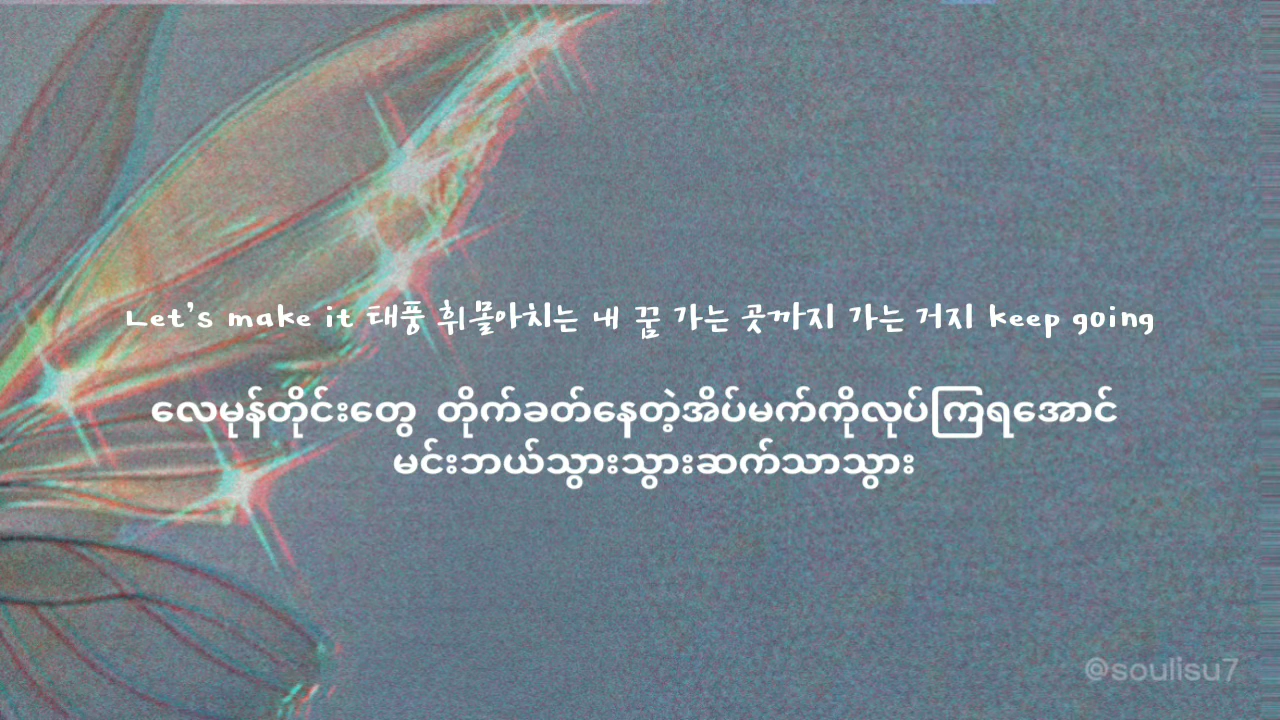 Let's make it 태풍 휘몰아치는 내 꿈 가는 곳까지 가는 거지 keep going
လေမုန်တိုင်းတွေ တိုက်ခတ်နေတဲ့အိပ်မက်ကိုလုပ်ကြရအောင်
မင်းဘယ်သွားသွားဆက်သာသွား
@soulisu7